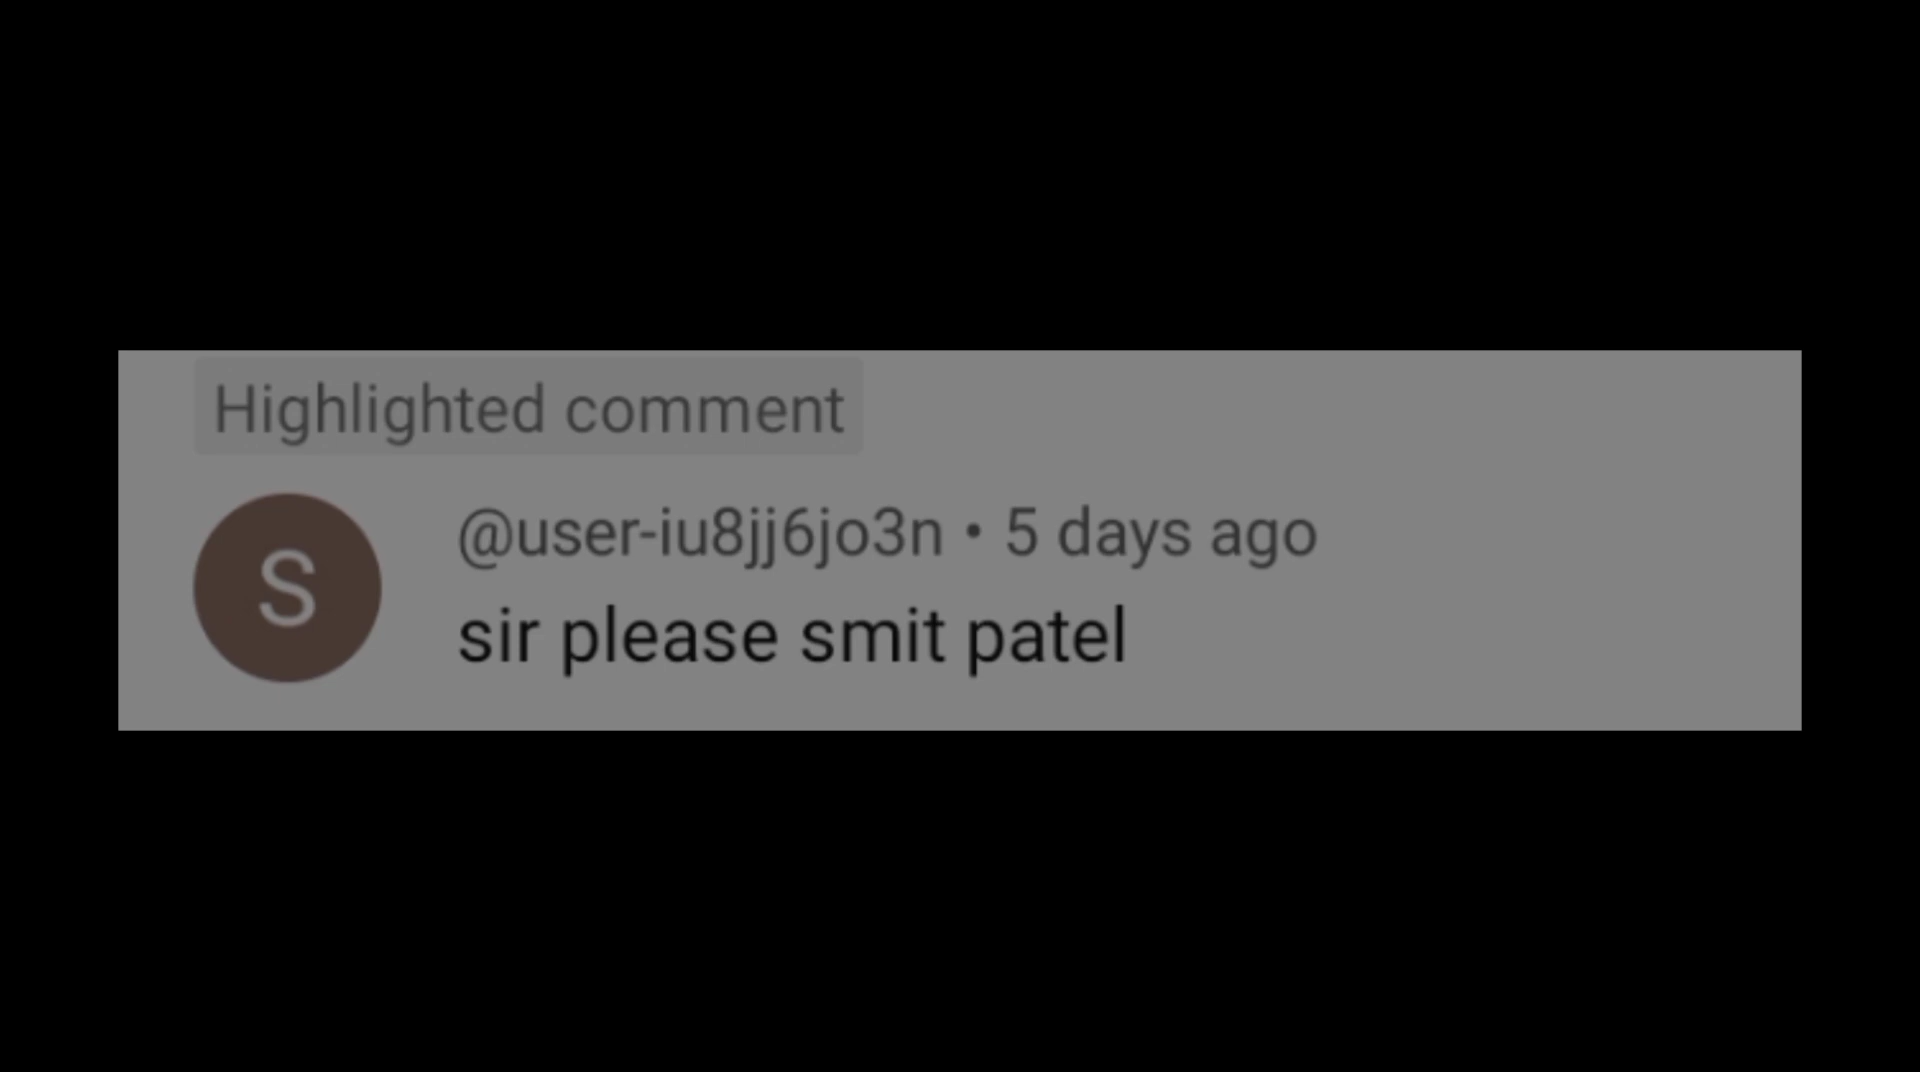 Highlighted comment
S
@user-iu8jj6jo3n • 5 days ago
sir please smit patel